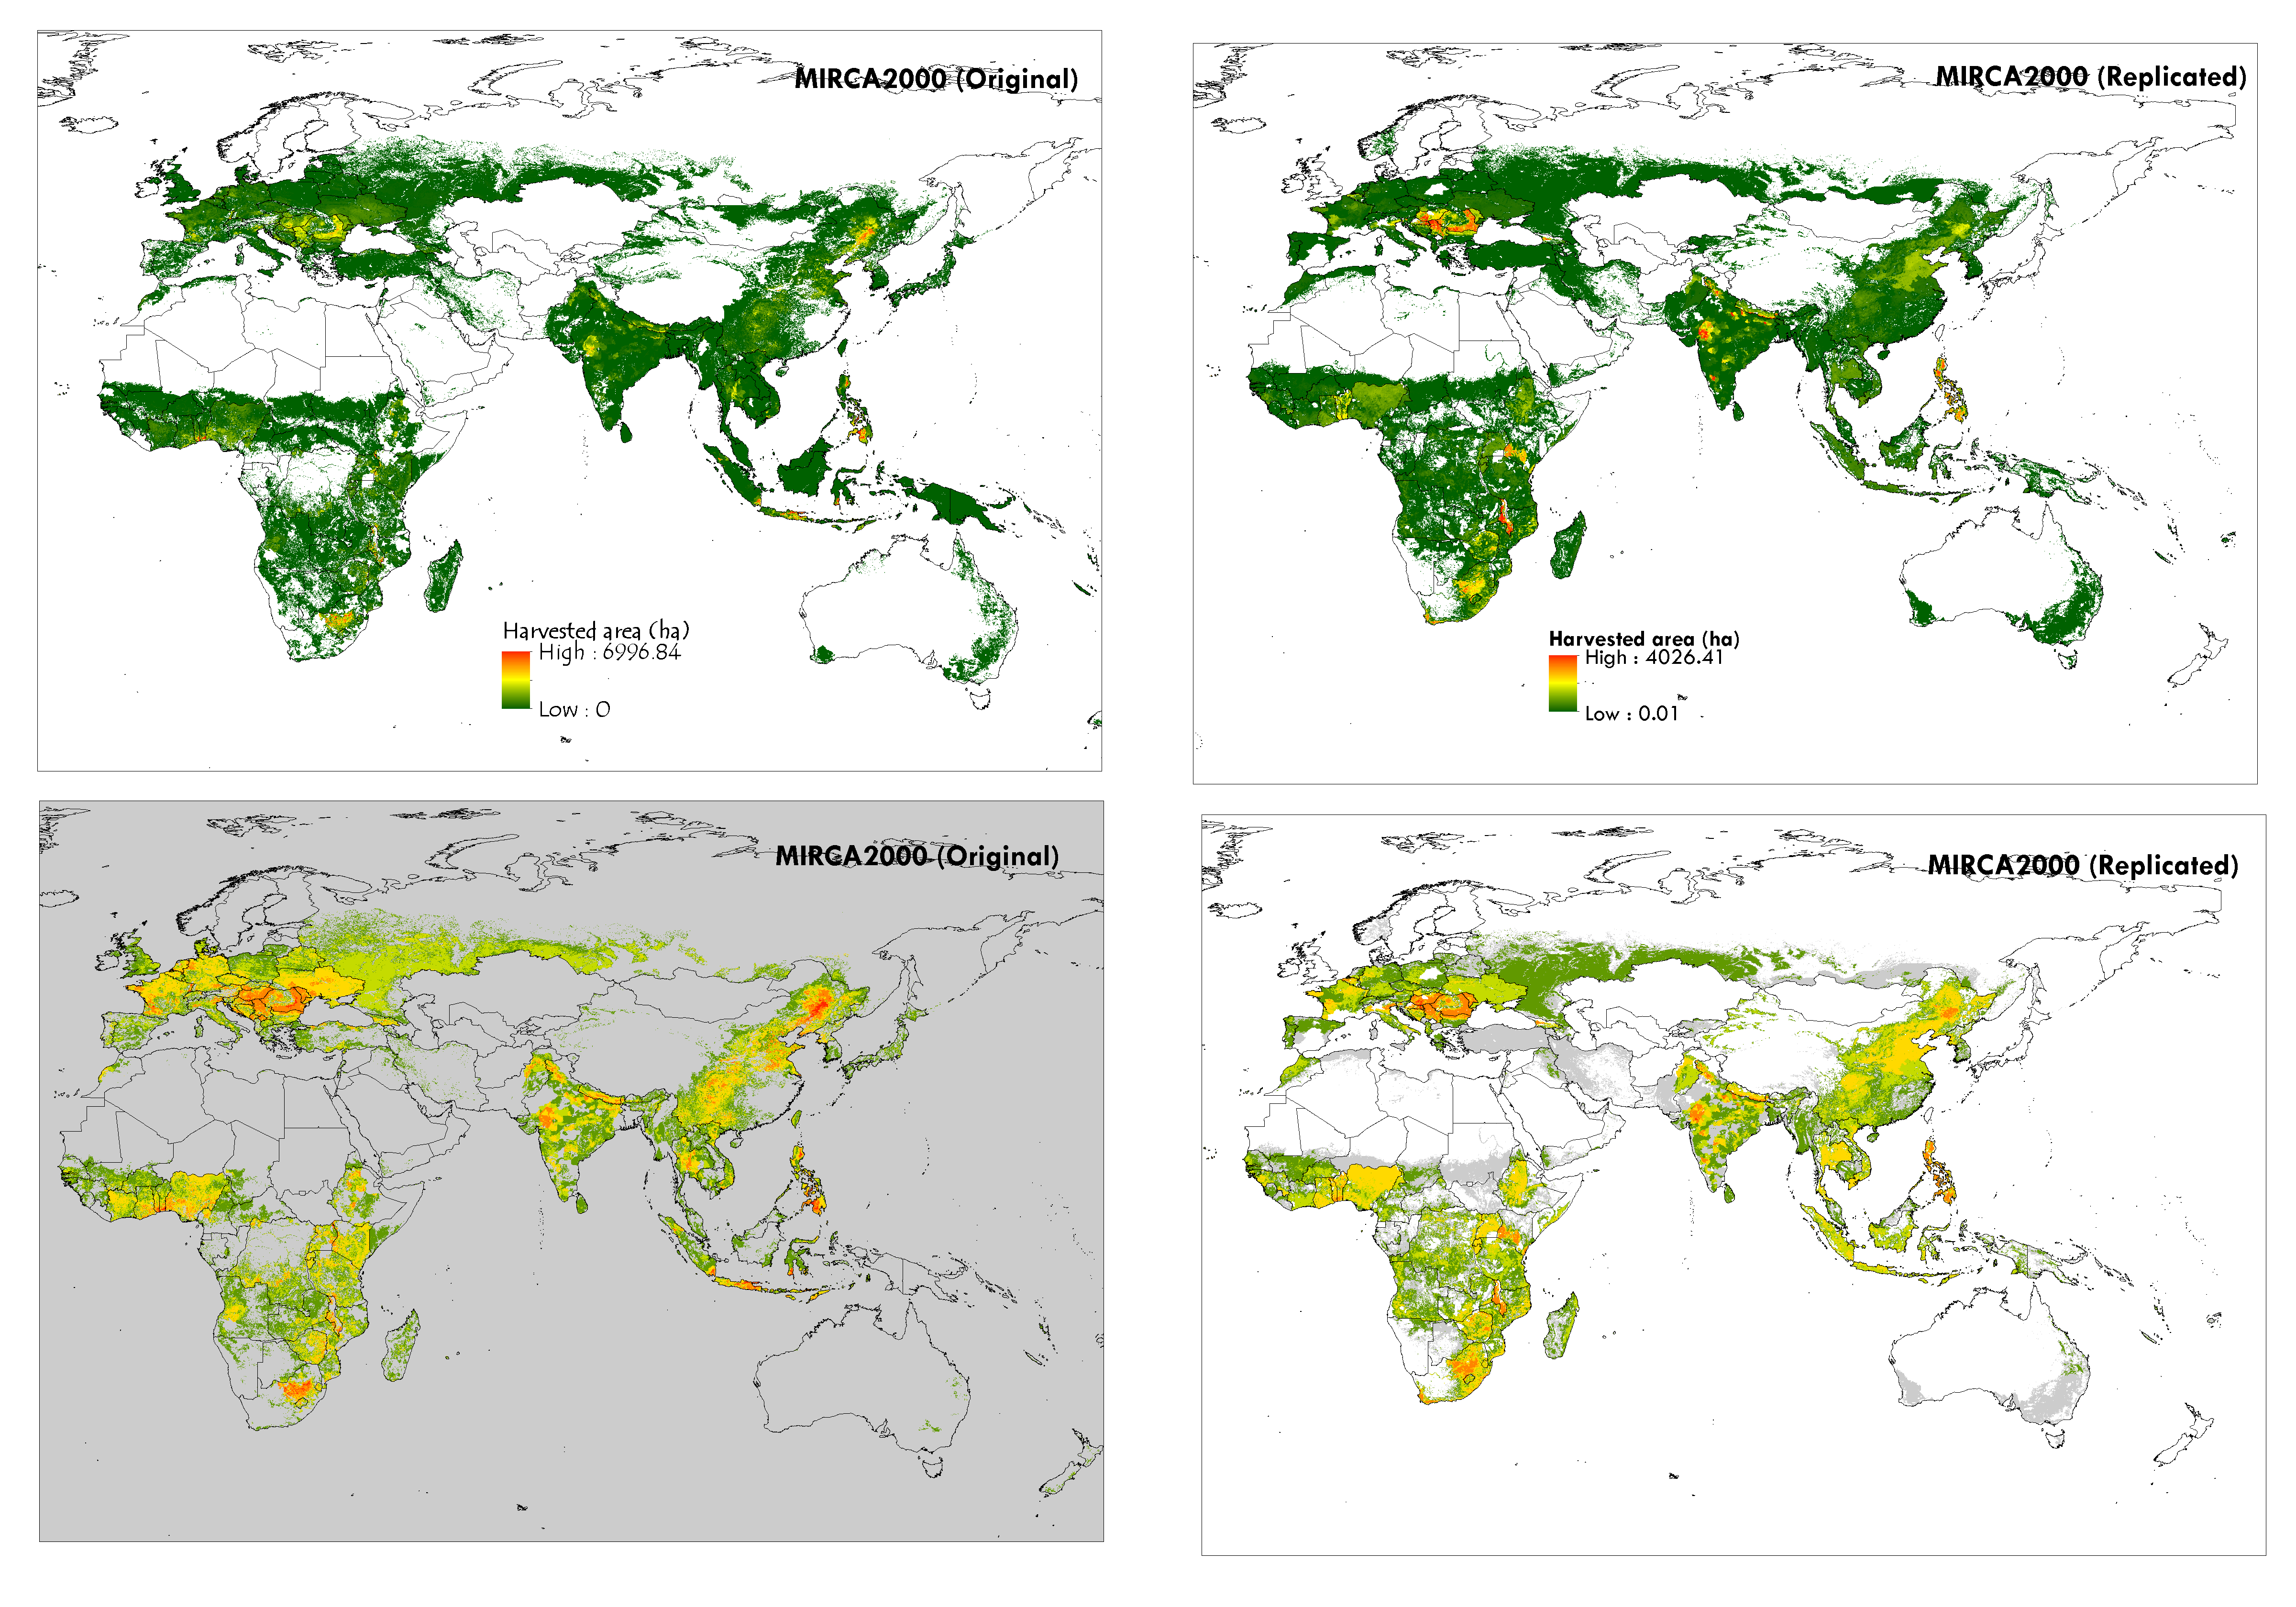 MIRCA2000 (Original)
Harvested area (ha)
High : 6996.84
Low : 0
MIRCA2000 (Replicated)
Harvested area (ha)
High : 4026.41
Low : 0.01
MIRCA2000 (Original)
MIRCA2000 (Replicated)